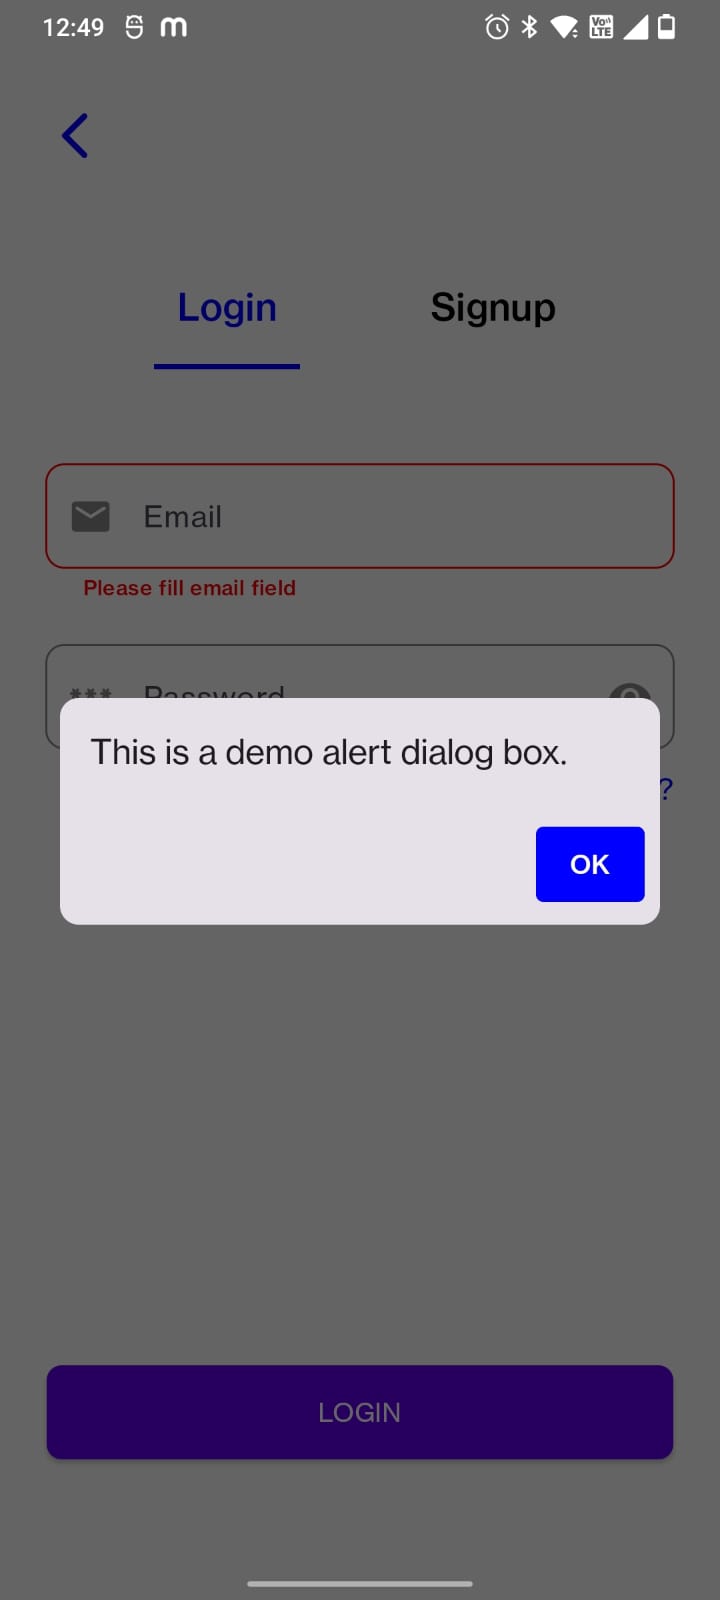 12:49
Login Signup
Email
Please fill email field
*** Password
This is a demo alert dialog box.
?
OK
LOGIN